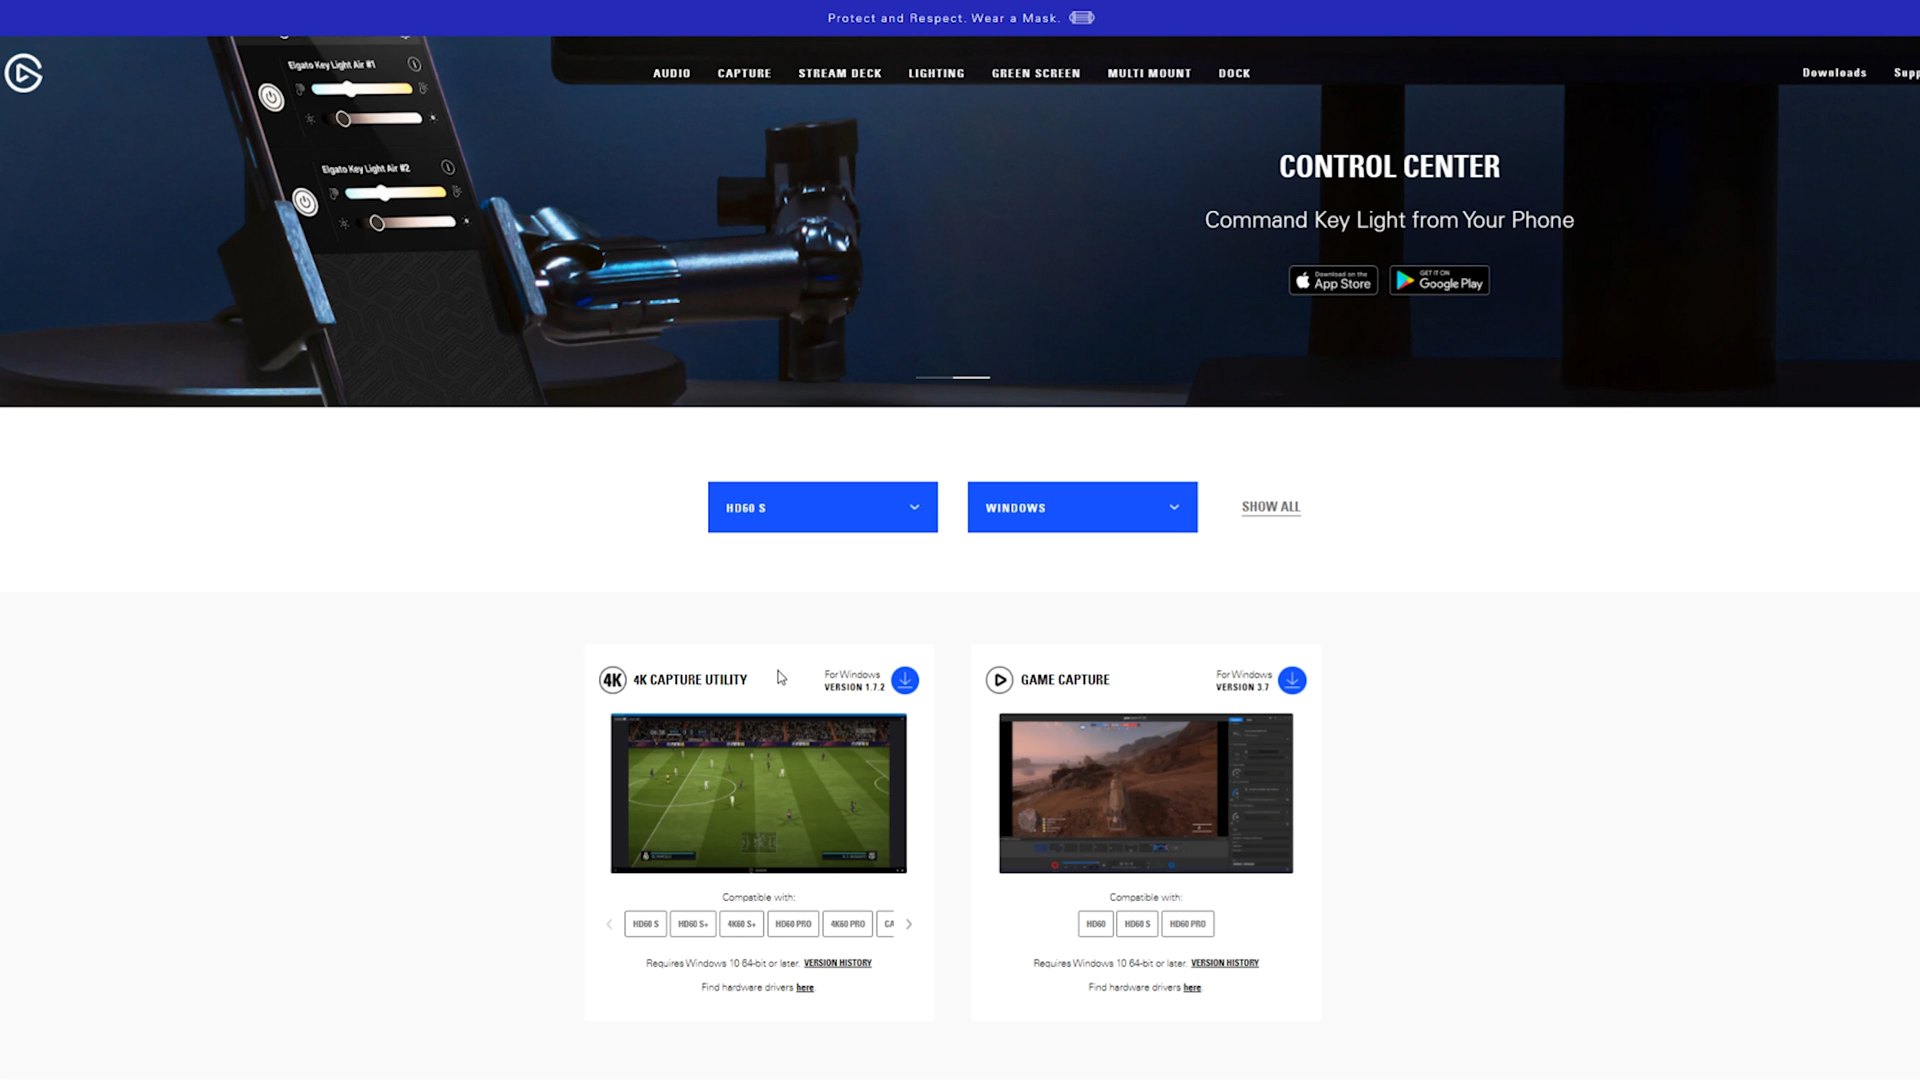 Protect and Respect. Wear a Mask.
AUDIO CAPTURE STREAM DECK LIGHTING GREEN SCREEN MULTI MOUNT DOCK
Downloads Supp
Elgato Key Light Air #1
Elgato Key Light Air #2
CONTROL CENTER
Command Key Light from Your Phone
Download on the
App Store
GET IT ON
Google Play
HD60 S
WINDOWS
SHOW ALL
4K 4K CAPTURE UTILITY
For Windows
VERSION 1.7.2
Compatible with:
HD60 S HD60 S+ 4K60 S+ HD60 PRO 4K60 PRO CA
Requires Windows 10 64-bit or later. VERSION HISTORY
Find hardware drivers here.
GAME CAPTURE
For Windows
VERSION 3.7
Compatible with:
HD60 HD60 S HD60 PRO
Requires Windows 10 64-bit or later. VERSION HISTORY
Find hardware drivers here.